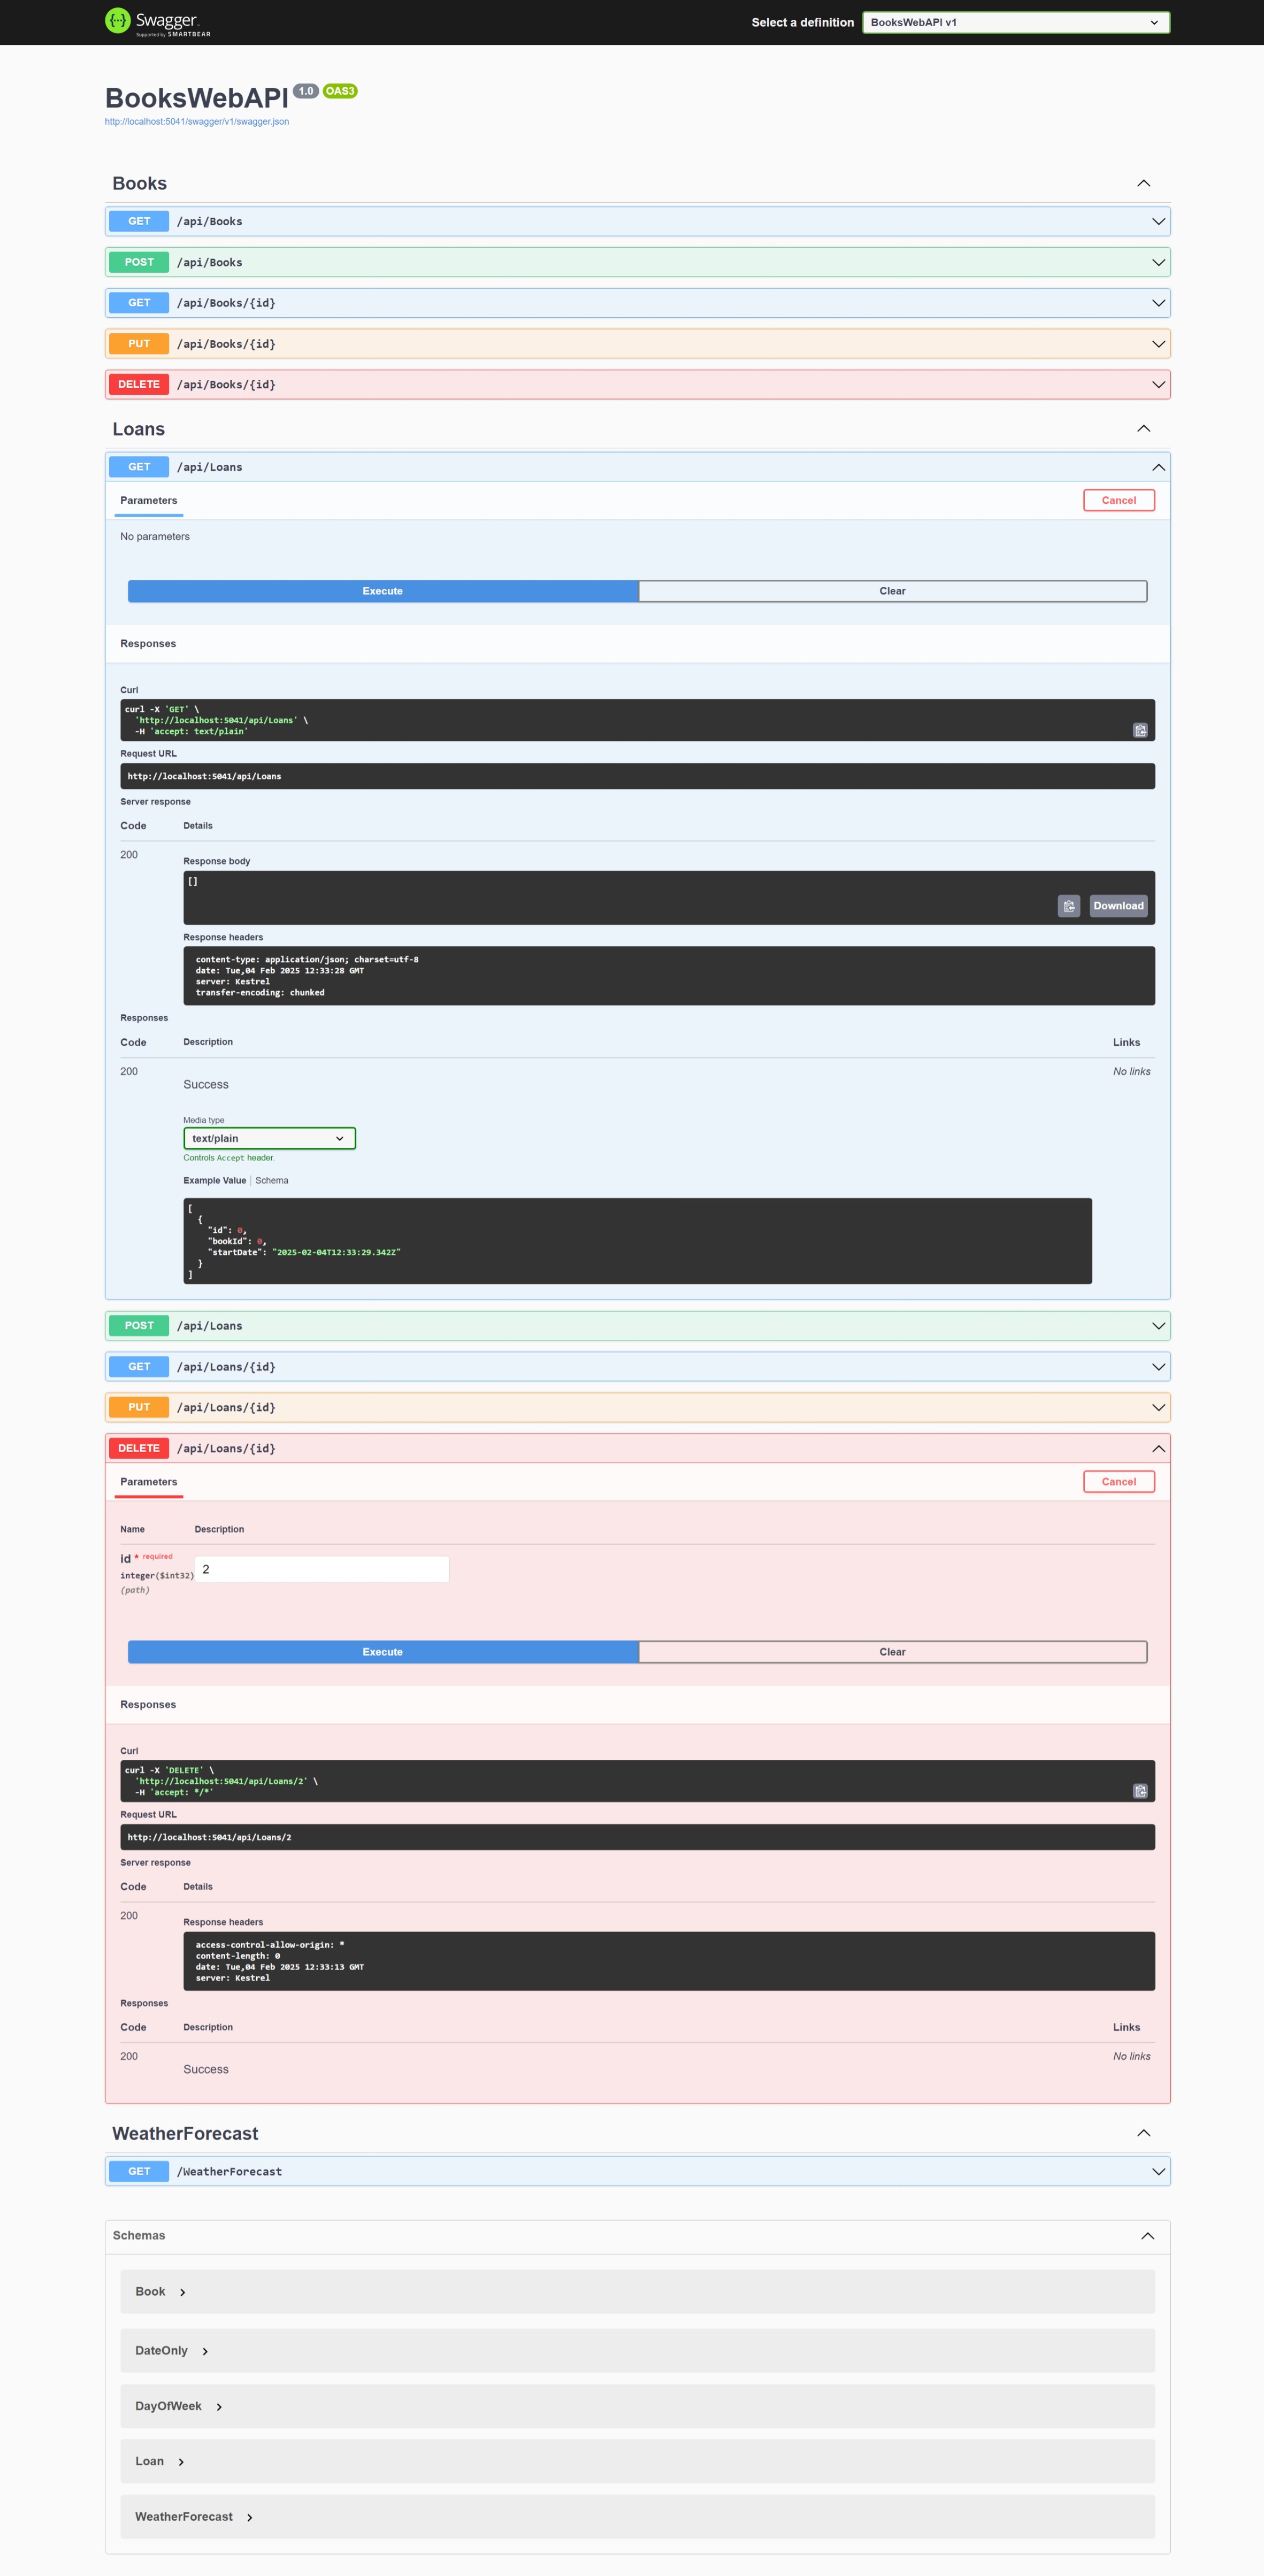 Swagger.
Supported by SMARTBEAR
Select a definition
BooksWebAPI v1
BooksWebAPI 1.0 OAS3
http://localhost:5041/swagger/v1/swagger.json
Books
GET /api/Books
POST /api/Books
GET /api/Books/{id}
PUT /api/Books/{id}
DELETE /api/Books/{id}
Loans
GET /api/Loans
Parameters
Cancel
No parameters
Execute
Clear
Responses
Curl
curl -X 'GET' \
'http://localhost:5041/api/Loans' \
-H 'accept: text/plain'
Request URL
http://localhost:5041/api/Loans
Server response
Code Details
200
Response body
[]
Download
Response headers
content-type: application/json; charset=utf-8
date: Tue,04 Feb 2025 12:33:28 GMT
server: Kestrel
transfer-encoding: chunked
Responses
Code Description Links
200
Success
No links
Media type
text/plain
Controls Accept header.
Example Value | Schema
[
{
"id": 0,
"bookId": 0,
"startDate": "2025-02-04T12:33:29.342Z"
}
]
POST /api/Loans
GET /api/Loans/{id}
PUT /api/Loans/{id}
DELETE /api/Loans/{id}
Parameters
Cancel
Name Description
id * required
integer($int32)
(path)
2
Execute
Clear
Responses
Curl
curl -X 'DELETE' \
'http://localhost:5041/api/Loans/2' \
-H 'accept: */*'
Request URL
http://localhost:5041/api/Loans/2
Server response
Code Details
200
Response headers
access-control-allow-origin: *
content-length: 0
date: Tue,04 Feb 2025 12:33:13 GMT
server: Kestrel
Responses
Code Description Links
200
Success
No links
WeatherForecast
GET /WeatherForecast
Schemas
Book
DateOnly
DayOfWeek
Loan
WeatherForecast